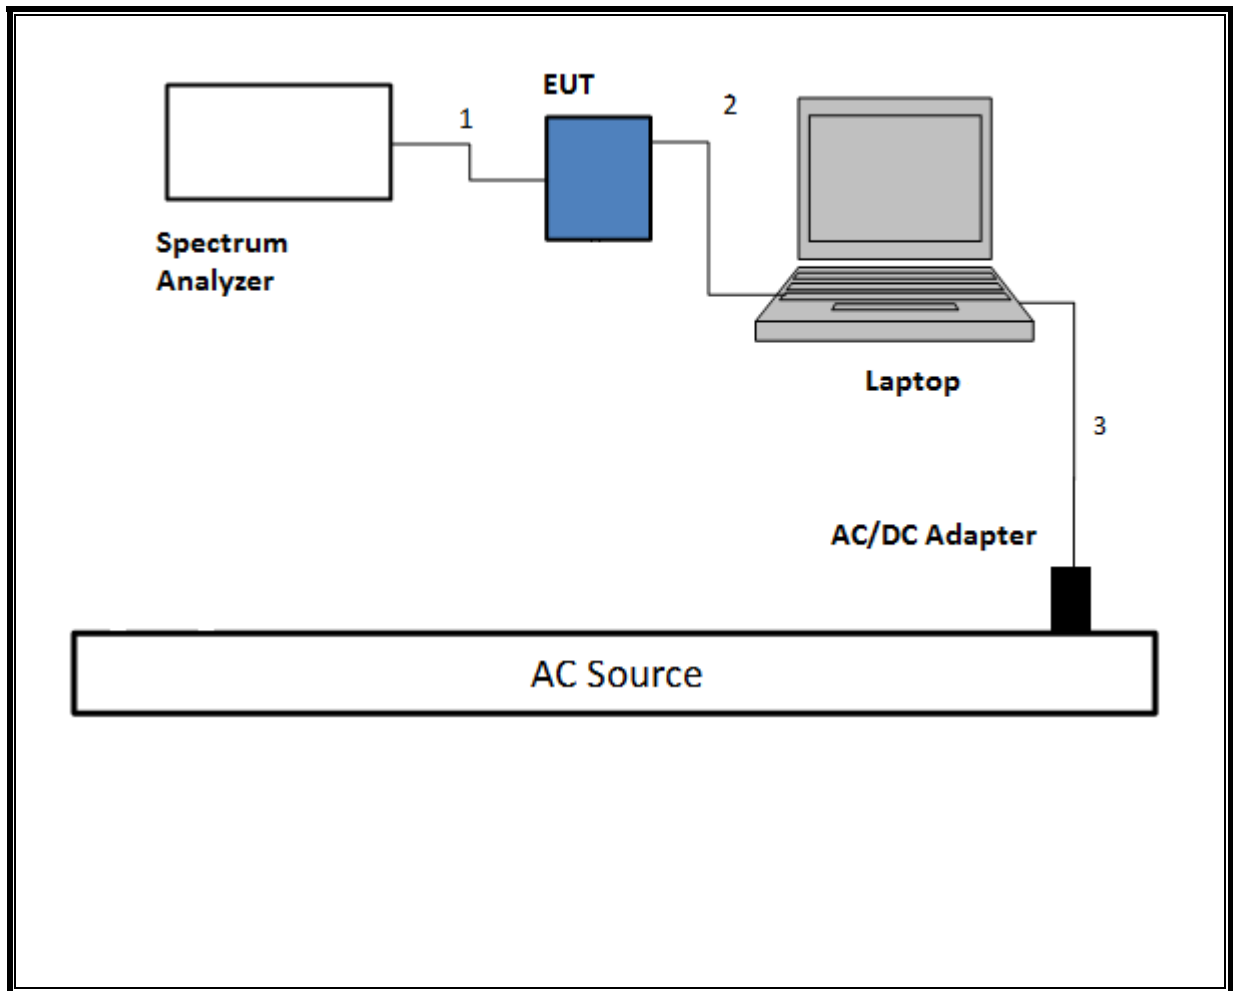 EUT
1
2
Spectrum
Analyzer
Laptop
3
AC/DC Adapter
AC Source